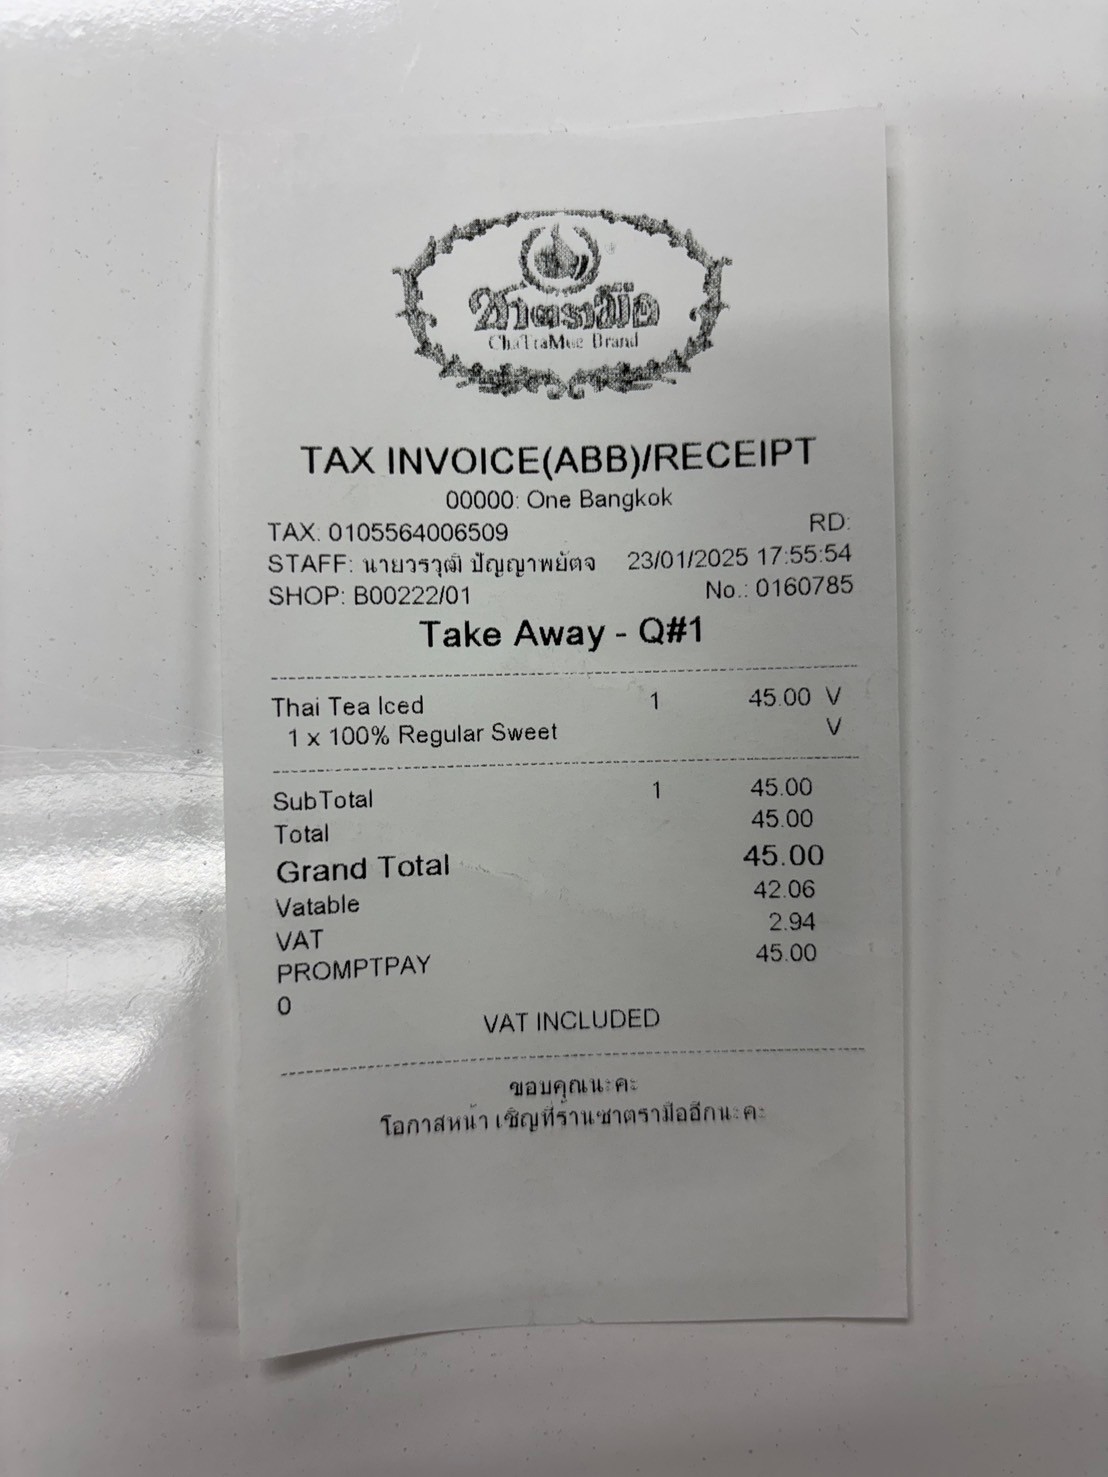 ชาตรามือ
ChaTraMue Brand
TAX INVOICE(ABB)/RECEIPT
00000: One Bangkok
TAX: 0105564006509 RD:
STAFF: นายวรวุฒิ ปัญญาพยัตจ 23/01/2025 17:55:54
SHOP: B00222/01 No.: 0160785
Take Away - Q#1
Thai Tea Iced 1 45.00 V
1 x 100% Regular Sweet V
SubTotal 1 45.00
Total 45.00
Grand Total 45.00
Vatable 42.06
VAT 2.94
PROMPTPAY 45.00
0
VAT INCLUDED
ขอบคุณนะคะ
โอกาสหน้า เชิญที่ร้านชาตรามืออีกนะคะ